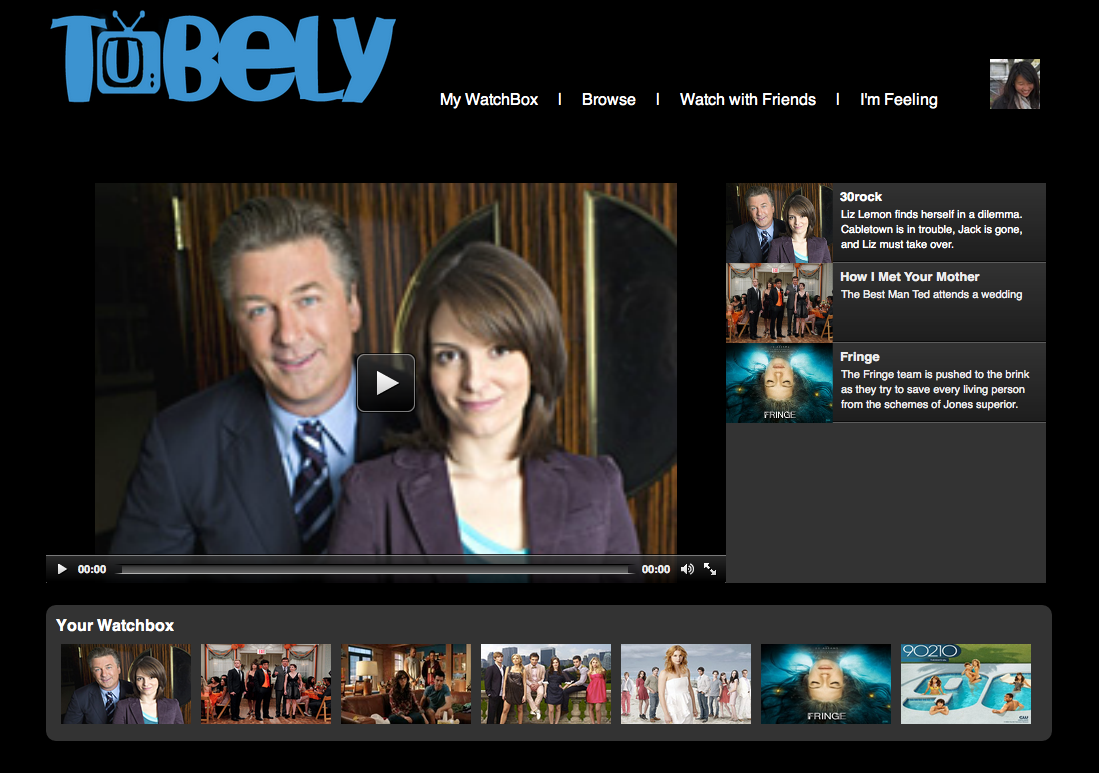 TUBELY
My WatchBox | Browse | Watch with Friends | I'm Feeling
30rock
Liz Lemon finds herself in a dilemma.
Cabletown is in trouble, Jack is gone,
and Liz must take over.
How I Met Your Mother
The Best Man Ted attends a wedding
FRINGE
Fringe
The Fringe team is pushed to the brink
as they try to save every living person
from the schemes of Jones superior.
00:00
00:00
Your Watchbox
FRINGE
90210